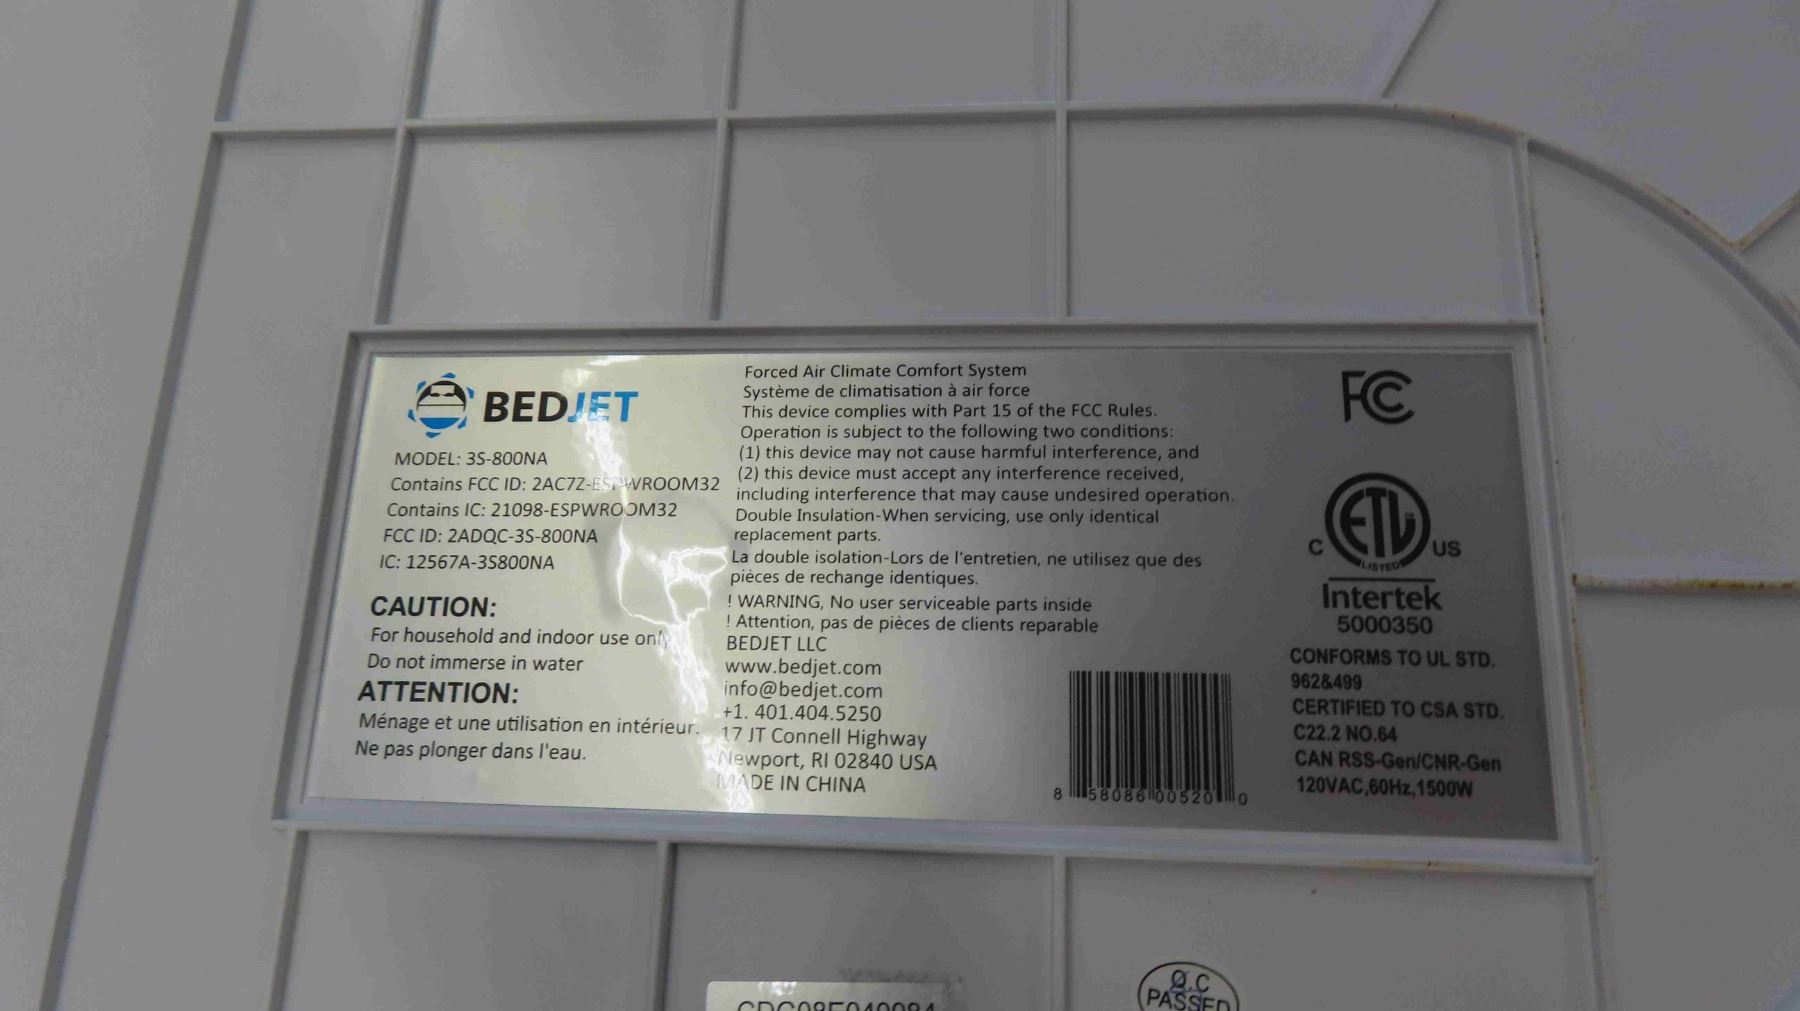 BEDJET
MODEL: 3S-800NA
Contains FCC ID: 2AC7Z-ESPWROOM32
Contains IC: 21098-ESPWROOM32
FCC ID: 2ADQC-3S-800NA
IC: 12567A-3S800NA
CAUTION:
For household and indoor use only
Do not immerse in water
ATTENTION:
Ménage et une utilisation en intérieur.
Ne pas plonger dans l'eau.
Forced Air Climate Comfort System
Système de climatisation à air force
This device complies with Part 15 of the FCC Rules.
Operation is subject to the following two conditions:
(1) this device may not cause harmful interference, and
(2) this device must accept any interference received,
including interference that may cause undesired operation.
Double Insulation-When servicing, use only identical
replacement parts.
La double isolation-Lors de l'entretien, ne utilisez que des
pièces de rechange identiques.
! WARNING, No user serviceable parts inside
! Attention, pas de pièces de clients reparable
BEDJET LLC
www.bedjet.com
info@bedjet.com
+1. 401.404.5250
17 JT Connell Highway
Newport, RI 02840 USA
MADE IN CHINA
8 58086 00520 0
FCC
ETL
C US
LISTED
Intertek
5000350
CONFORMS TO UL STD.
962&499
CERTIFIED TO CSA STD.
C22.2 NO.64
CAN RSS-Gen/CNR-Gen
120VAC,60Hz,1500W
Q.C
PASSED